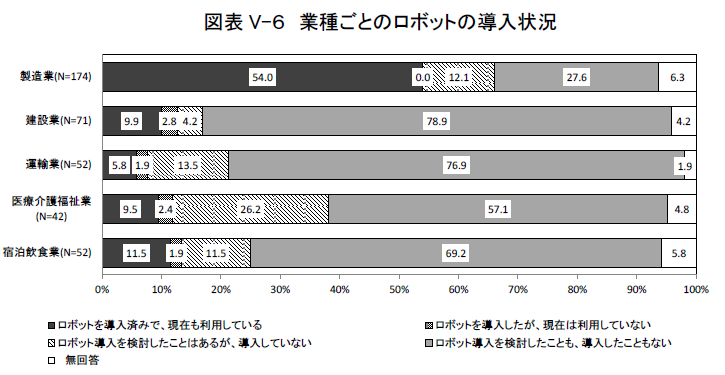 図表 Ⅴ-6 業種ごとのロボットの導入状況
製造業(N=174)
54.0 0.0 12.1 27.6 6.3
建設業(N=71)
9.9 2.8 4.2 78.9 4.2
運輸業(N=52)
5.8 1.9 13.5 76.9 1.9
医療介護福祉業
(N=42)
9.5 2.4 26.2 57.1 4.8
宿泊飲食業(N=52)
11.5 1.9 11.5 69.2 5.8
0% 10% 20% 30% 40% 50% 60% 70% 80% 90% 100%
ロボットを導入済みで、現在も利用している
ロボットを導入したが、現在は利用していない
ロボット導入を検討したことはあるが、導入していない
ロボット導入を検討したことも、導入したこともない
無回答